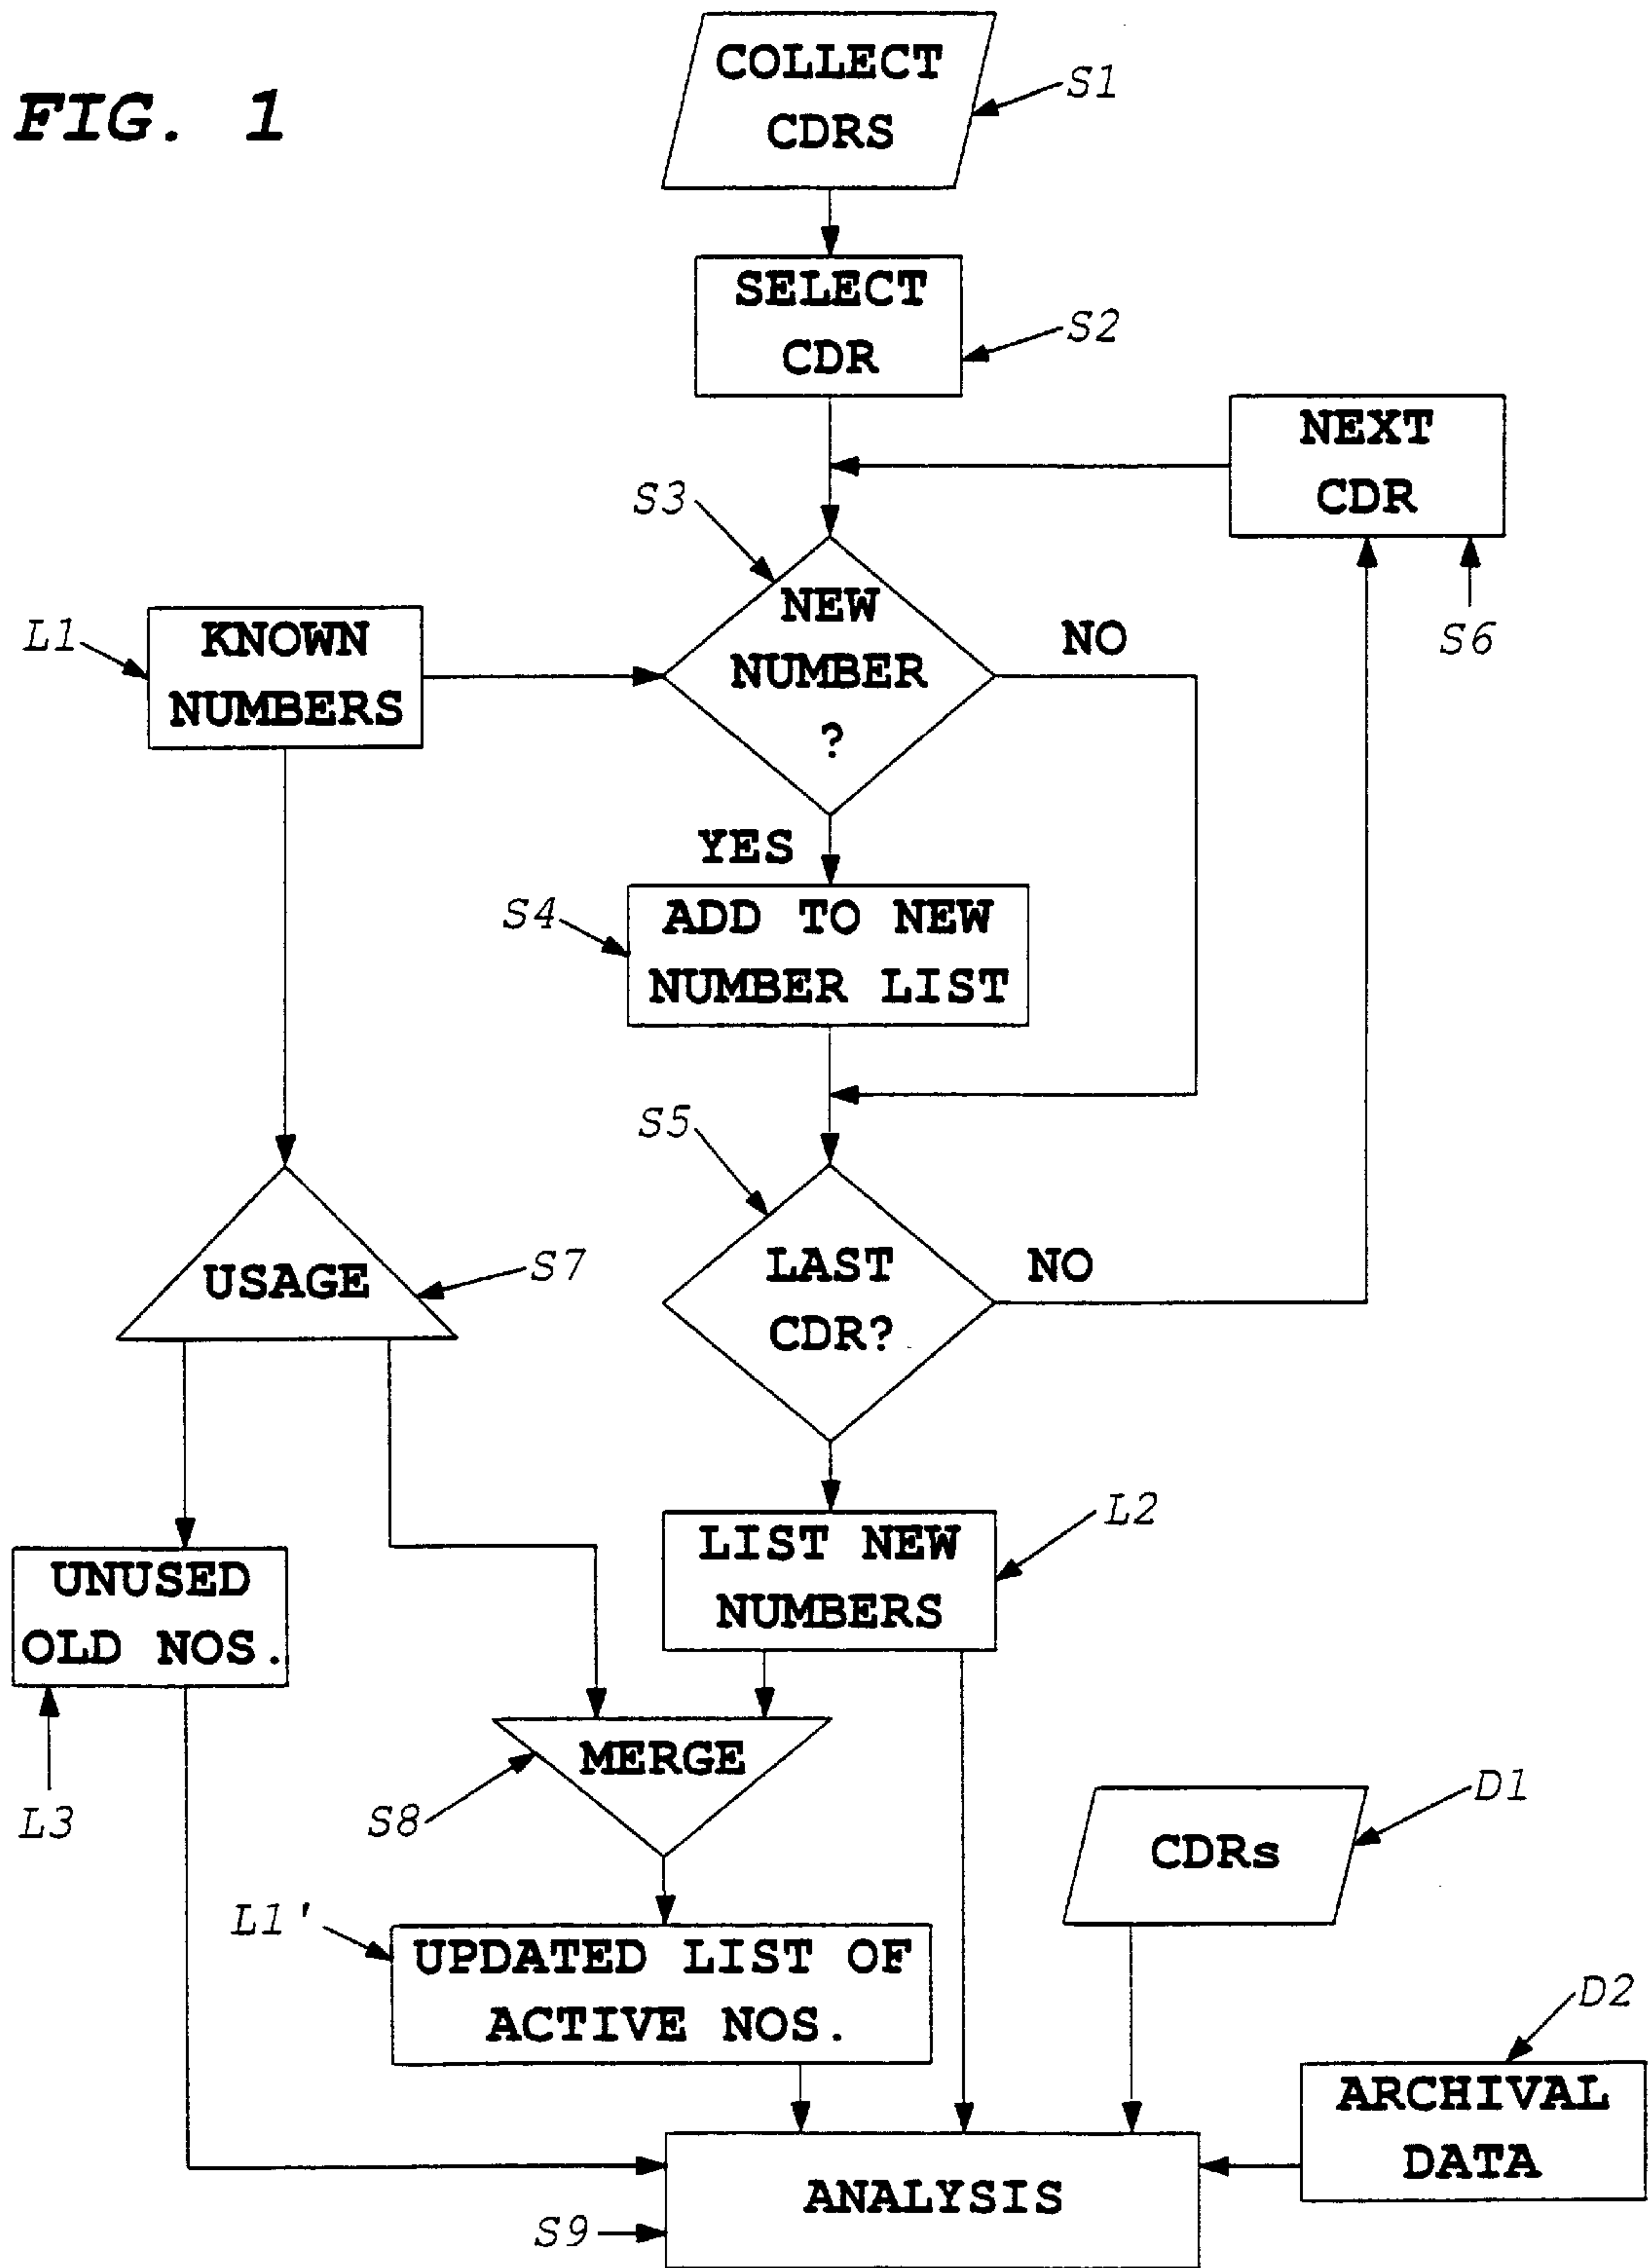 FIG. 1
COLLECT
CDRS
S1
SELECT
CDR
S2
NEXT
CDR
S6
S3
NEW
NUMBER
?
NO
L1
KNOWN
NUMBERS
YES
S4
ADD TO NEW
NUMBER LIST
S5
LAST
CDR?
NO
USAGE
S7
UNUSED
OLD NOS.
L3
LIST NEW
NUMBERS
L2
MERGE
S8
CDRs
D1
L1'
UPDATED LIST OF
ACTIVE NOS.
D2
ARCHIVAL
DATA
ANALYSIS
S9